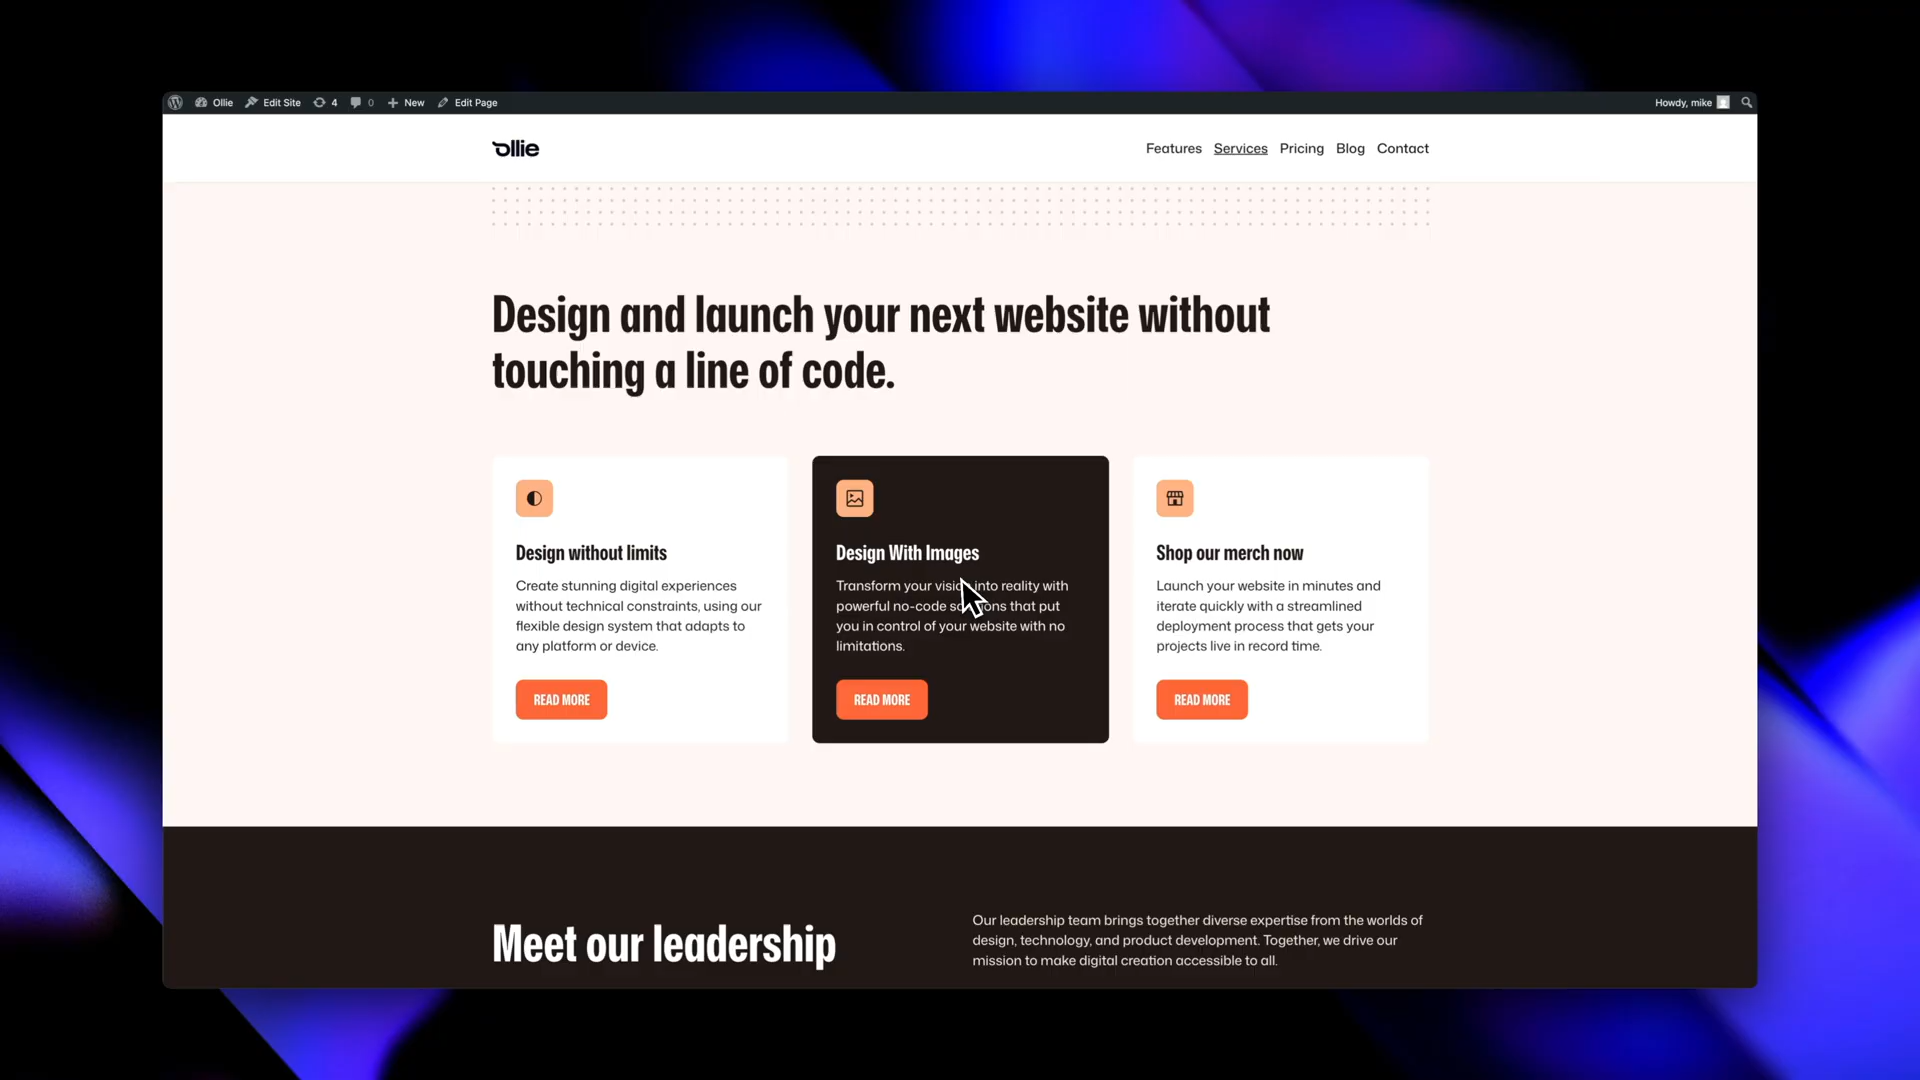 Ollie Edit Site 4 0 New Edit Page Howdy, mike
ollie
Features Services Pricing Blog Contact
Design and launch your next website without
touching a line of code.
Design without limits
Create stunning digital experiences
without technical constraints, using our
flexible design system that adapts to
any platform or device.
READ MORE
Design With Images
Transform your vision into reality with
powerful no-code solutions that put
you in control of your website with no
limitations.
READ MORE
Shop our merch now
Launch your website in minutes and
iterate quickly with a streamlined
deployment process that gets your
projects live in record time.
READ MORE
Meet our leadership
Our leadership team brings together diverse expertise from the worlds of
design, technology, and product development. Together, we drive our
mission to make digital creation accessible to all.